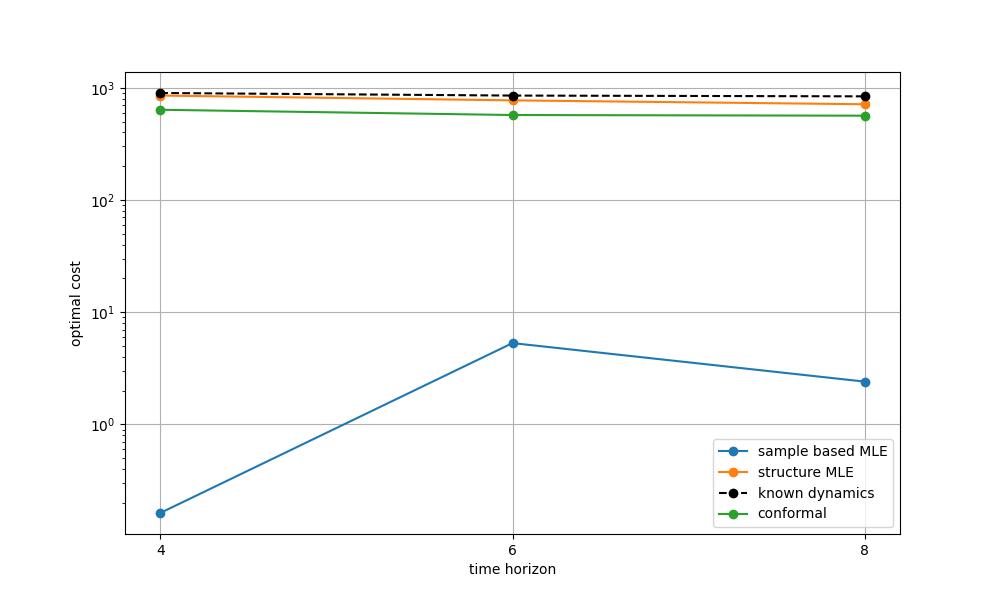 10³
10²
10¹
10⁰
optimal cost
4
6
8
time horizon
sample based MLE
structure MLE
known dynamics
conformal